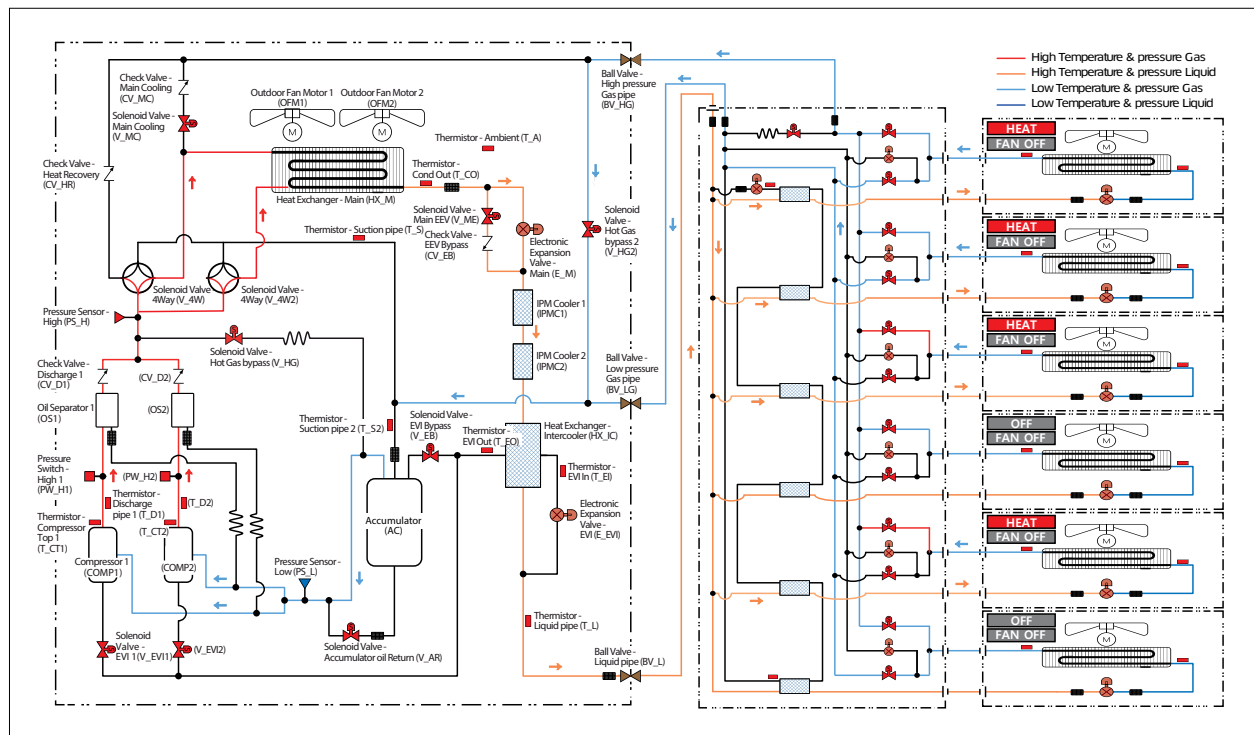 Check Valve -
Main Cooling
(CV_MC)
Solenoid Valve -
Main Cooling
(V_MC)
Check Valve -
Heat Recovery
(CV_HR)
Outdoor Fan Motor 1
(OFM1)
M
Outdoor Fan Motor 2
(OFM2)
M
Heat Exchanger - Main (HX_M)
Thermistor - Ambient (T_A)
Thermistor -
Cond Out (T_CO)
Solenoid Valve -
Main EEV (V_ME)
Check Valve -
EEV Bypass
(CV_EB)
Electronic
Expansion
Valve -
Main (E_M)
Thermistor - Suction pipe (T_S)
Solenoid Valve -
Hot Gas
bypass 2
(V_HG2)
Ball Valve -
High pressure
Gas pipe
(BV_HG)
Solenoid Valve -
4Way (V_4W)
Solenoid Valve -
4Way (V_4W2)
Pressure Sensor -
High (PS_H)
Solenoid Valve -
Hot Gas bypass (V_HG)
IPM Cooler 1
(IPMC1)
IPM Cooler 2
(IPMC2)
Ball Valve -
Low pressure
Gas pipe
(BV_LG)
Check Valve -
Discharge 1
(CV_D1)
(CV_D2)
Oil Separator 1
(OS1)
(OS2)
Thermistor -
Suction pipe 2 (T_S2)
Solenoid Valve -
EVI Bypass
(V_EB)
Thermistor -
EVI Out (T_EO)
Heat Exchanger -
Intercooler (HX_IC)
Thermistor -
EVI In (T_EI)
Electronic
Expansion
Valve -
EVI (E_EVI)
Pressure
Switch -
High 1
(PW_H1)
(PW_H2)
Thermistor -
Discharge
pipe 1 (T_D1)
(T_D2)
Thermistor -
Compressor
Top 1
(T_CT1)
(T_CT2)
Compressor 1
(COMP1)
(COMP2)
Accumulator
(AC)
Pressure Sensor -
Low (PS_L)
Solenoid
Valve -
EVI 1(V_EVI1)
(V_EVI2)
Solenoid Valve -
Accumulator oil Return (V_AR)
Thermistor -
Liquid pipe (T_L)
Ball Valve -
Liquid pipe (BV_L)
High Temperature & pressure Gas
High Temperature & pressure Liquid
Low Temperature & pressure Gas
Low Temperature & pressure Liquid
HEAT
FAN OFF
M
HEAT
FAN OFF
M
HEAT
FAN OFF
M
OFF
FAN OFF
M
HEAT
FAN OFF
M
OFF
FAN OFF
M